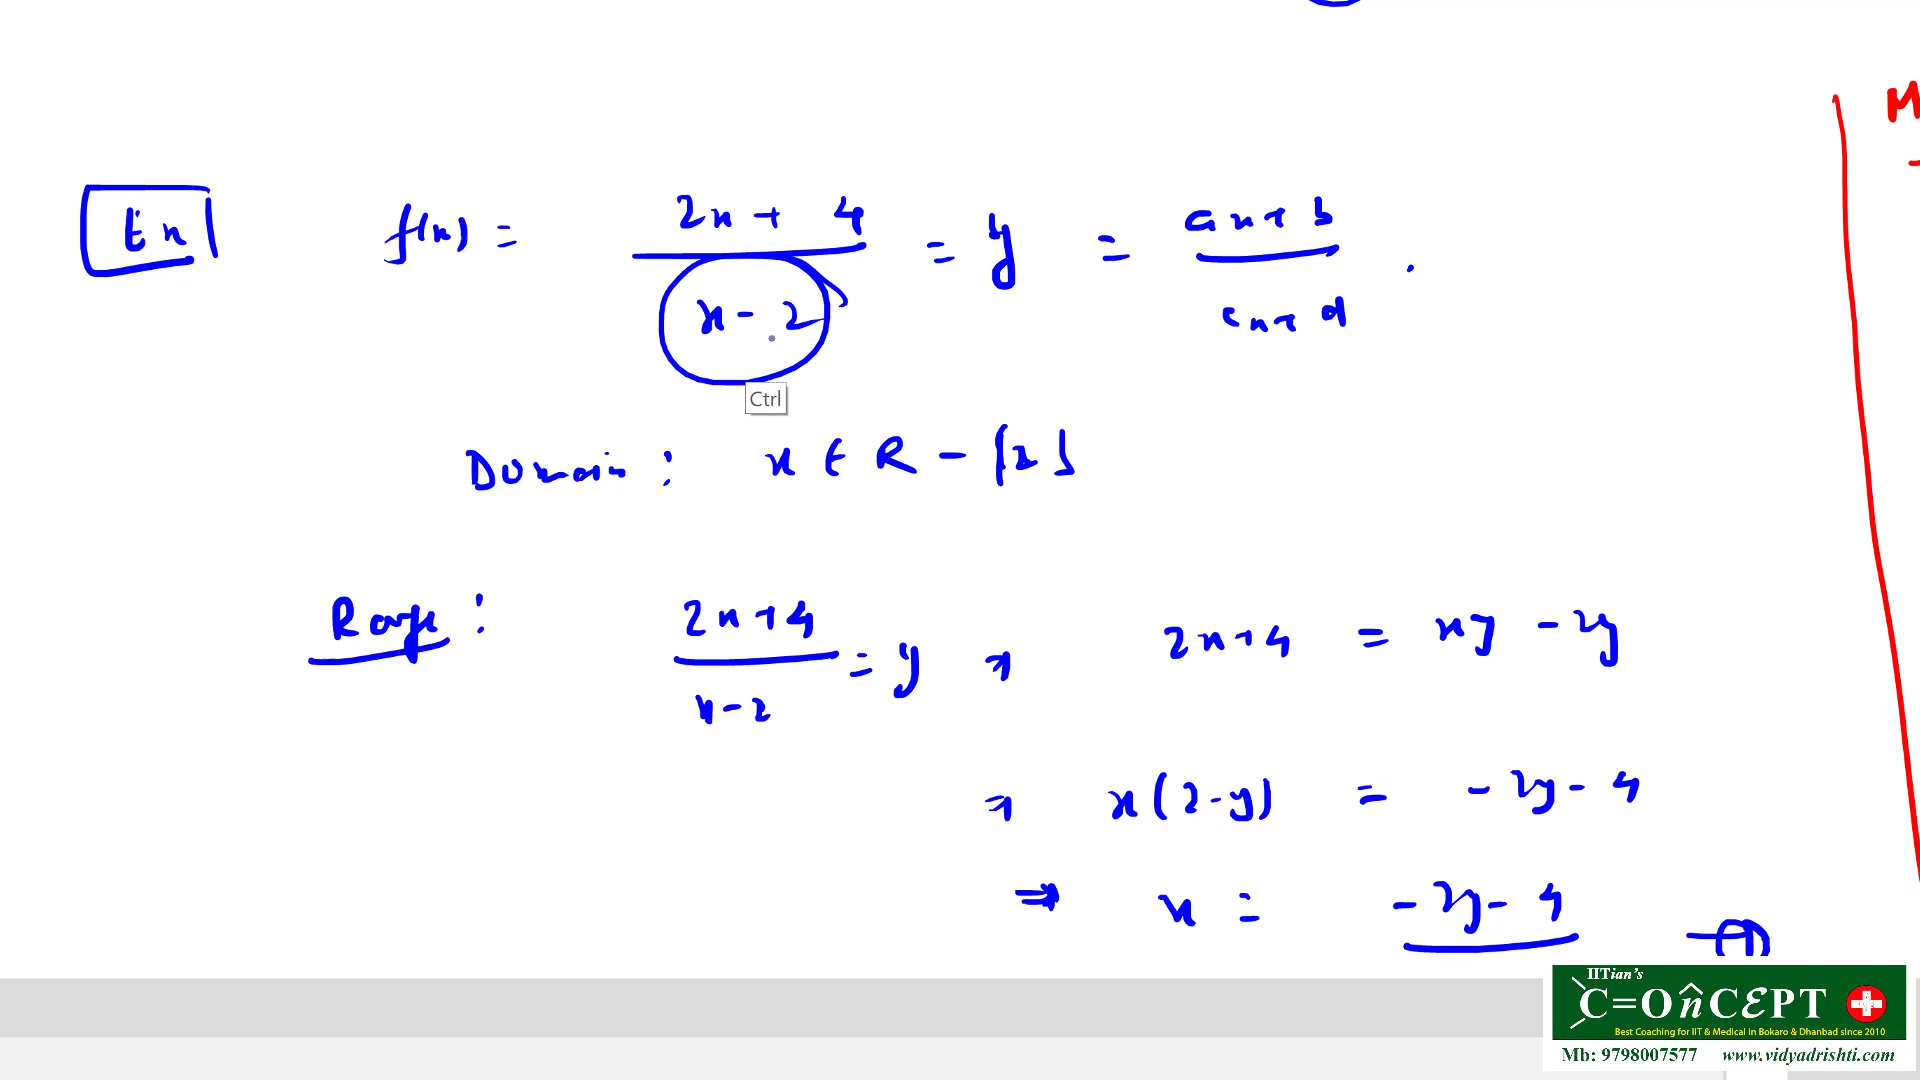 Ex f(x) = 2x + 4 / x - 2 = y = ax + b / cx + d .
Ctrl
Domain : x ∈ R - {2}
Range : 2x+4 / x-2 = y ⇒ 2x+4 = xy - 2y
⇒ x(2-y) = -2y - 4
⇒ x = -2y - 4 — (1)
M
IITian's
C=OnCEPT
Best Coaching for IIT & Medical in Bokaro & Dhanbad since 2010
Mb: 9798007577 www.vidyadrishti.com